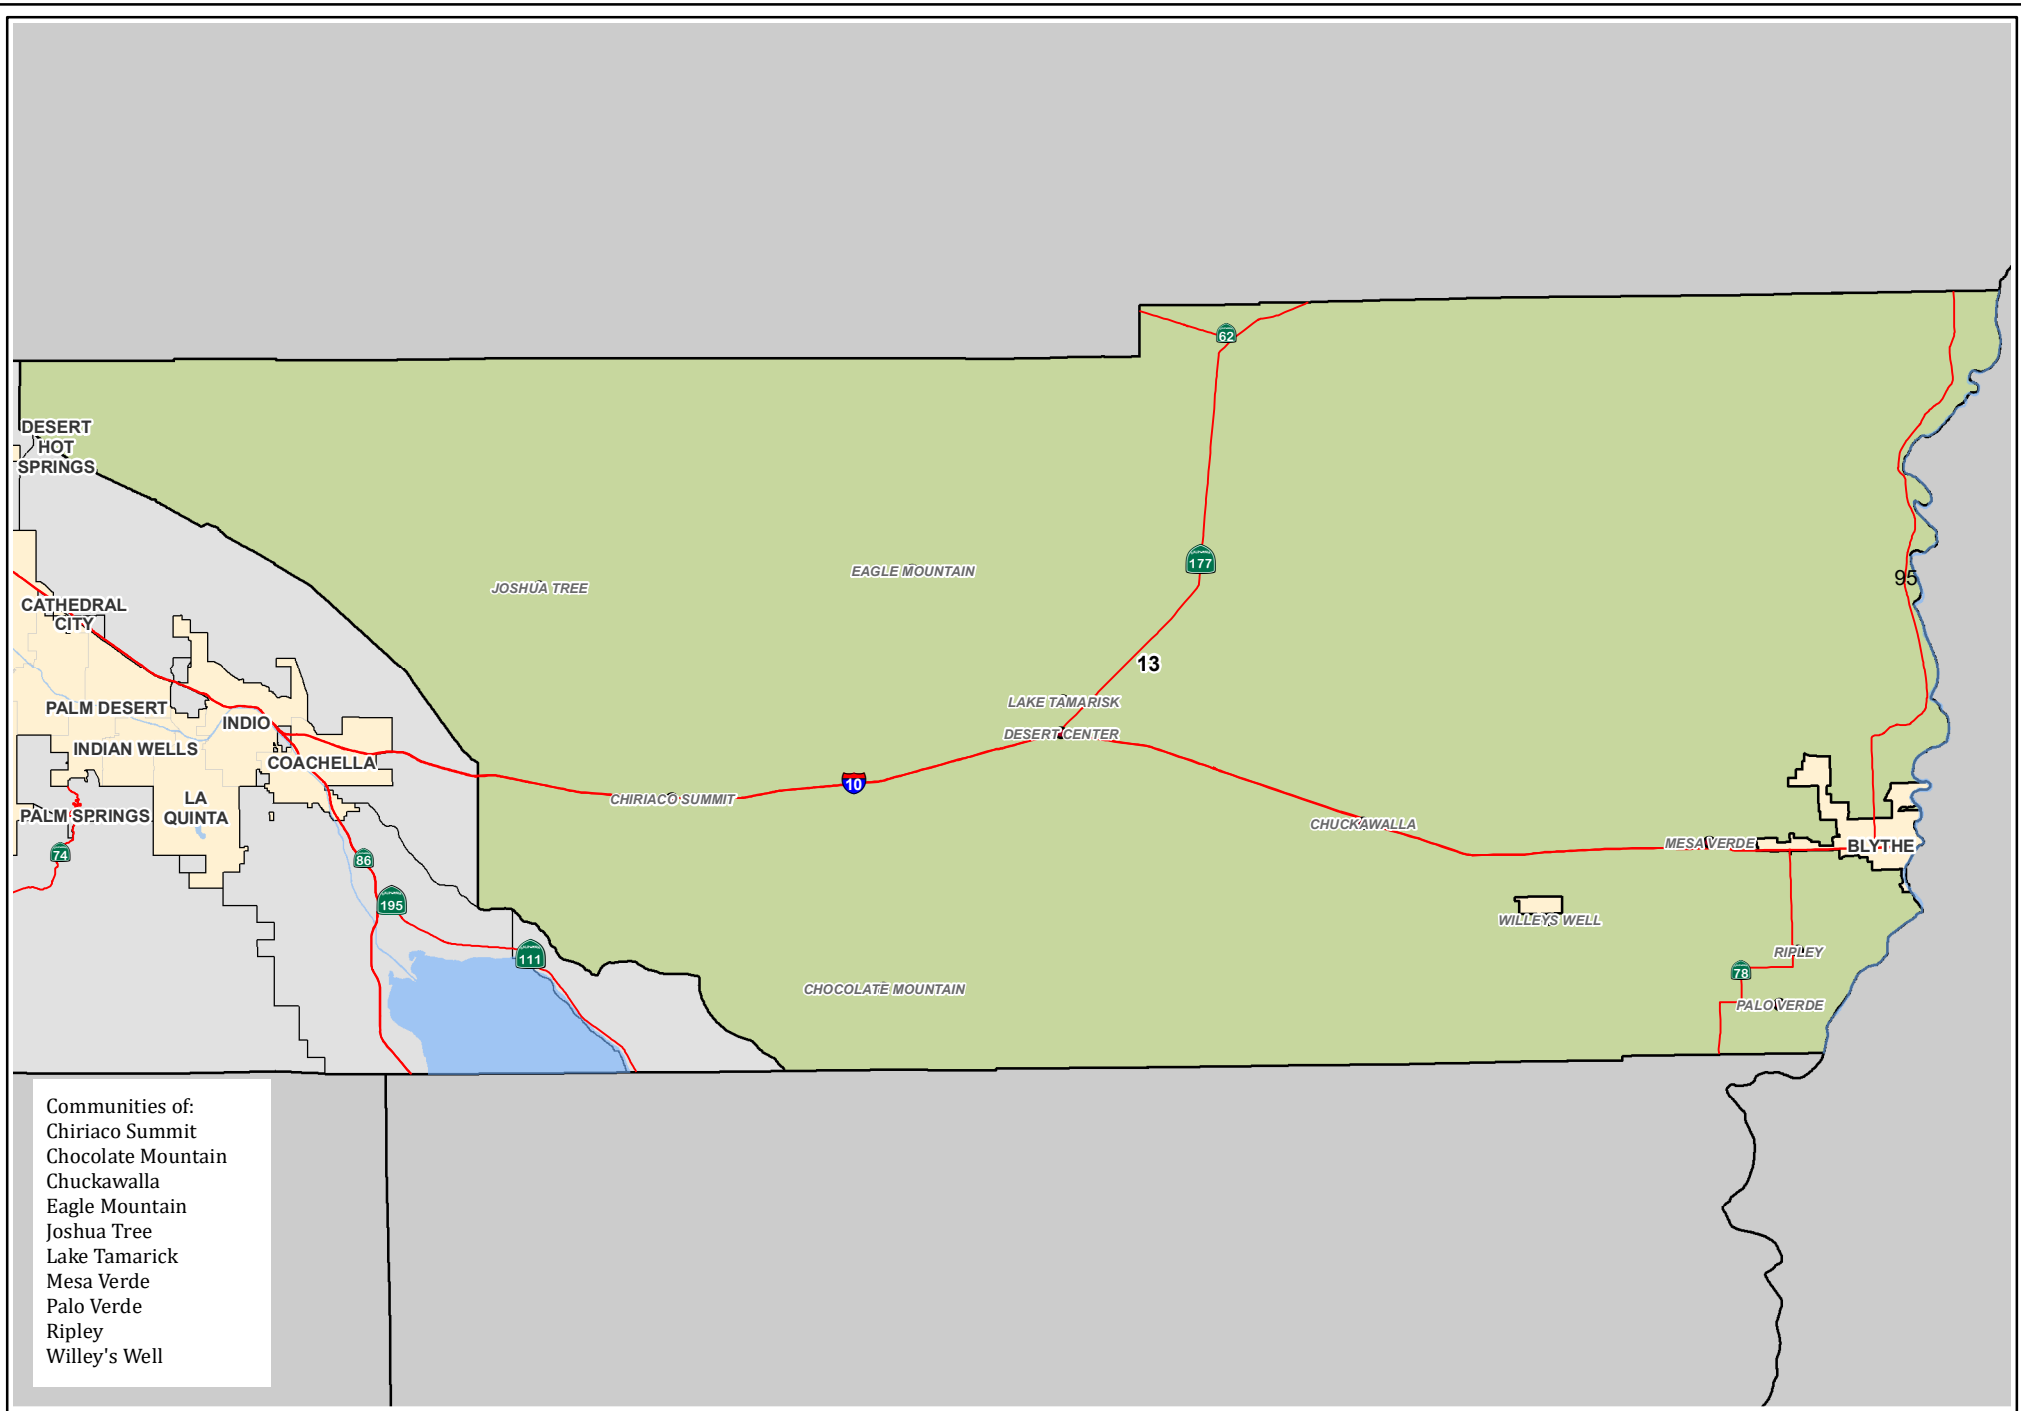 62
DESERT
HOT
SPRINGS
177
EAGLE MOUNTAIN
JOSHUA TREE
95
CATHEDRAL
CITY
13
LAKE TAMARISK
PALM DESERT
INDIO
DESERT CENTER
INDIAN WELLS
COACHELLA
10
CHIRIACO SUMMIT
LA
QUINTA
PALM SPRINGS
CHUCKAWALLA
MESA VERDE
BLYTHE
74
86
195
WILLEYS WELL
111
RIPLEY
78
CHOCOLATE MOUNTAIN
PALO VERDE
Communities of:
Chiriaco Summit
Chocolate Mountain
Chuckawalla
Eagle Mountain
Joshua Tree
Lake Tamarick
Mesa Verde
Palo Verde
Ripley
Willey's Well